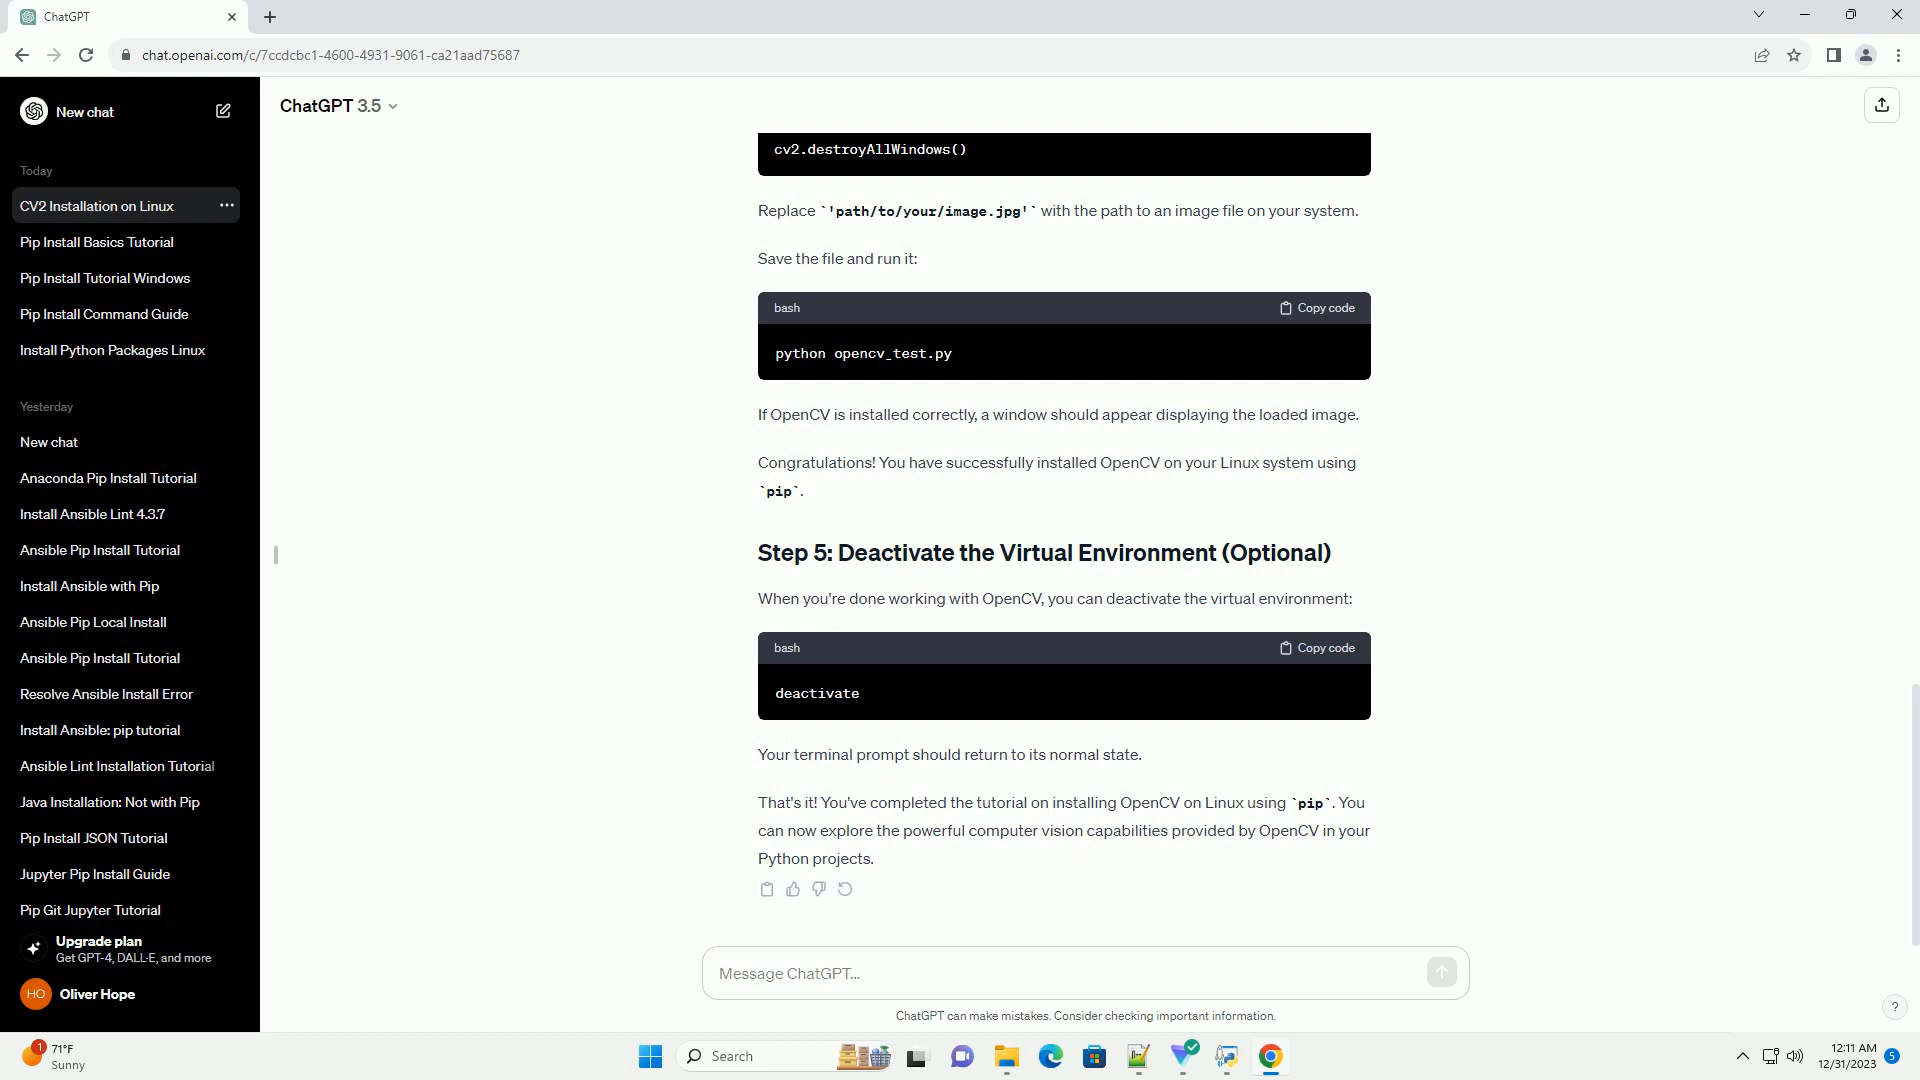 ChatGPT
chat.openai.com/c/7ccdcbc1-4600-4931-9061-ca21aad75687
New chat
Today
CV2 Installation on Linux
Pip Install Basics Tutorial
Pip Install Tutorial Windows
Pip Install Command Guide
Install Python Packages Linux
Yesterday
New chat
Anaconda Pip Install Tutorial
Install Ansible Lint 4.3.7
Ansible Pip Install Tutorial
Install Ansible with Pip
Ansible Pip Local Install
Ansible Pip Install Tutorial
Resolve Ansible Install Error
Install Ansible: pip tutorial
Ansible Lint Installation Tutorial
Java Installation: Not with Pip
Pip Install JSON Tutorial
Jupyter Pip Install Guide
Pip Git Jupyter Tutorial
Upgrade plan
Get GPT-4, DALL·E, and more
HO Oliver Hope
ChatGPT 3.5
cv2.destroyAllWindows()
Replace `'path/to/your/image.jpg'` with the path to an image file on your system.
Save the file and run it:
bash Copy code
python opencv_test.py
If OpenCV is installed correctly, a window should appear displaying the loaded image.
Congratulations! You have successfully installed OpenCV on your Linux system using
`pip`.
Step 5: Deactivate the Virtual Environment (Optional)
When you're done working with OpenCV, you can deactivate the virtual environment:
bash Copy code
deactivate
Your terminal prompt should return to its normal state.
That's it! You've completed the tutorial on installing OpenCV on Linux using `pip`. You
can now explore the powerful computer vision capabilities provided by OpenCV in your
Python projects.
Message ChatGPT...
ChatGPT can make mistakes. Consider checking important information.
?
1
71°F
Sunny
Search
12:11 AM
12/31/2023
5